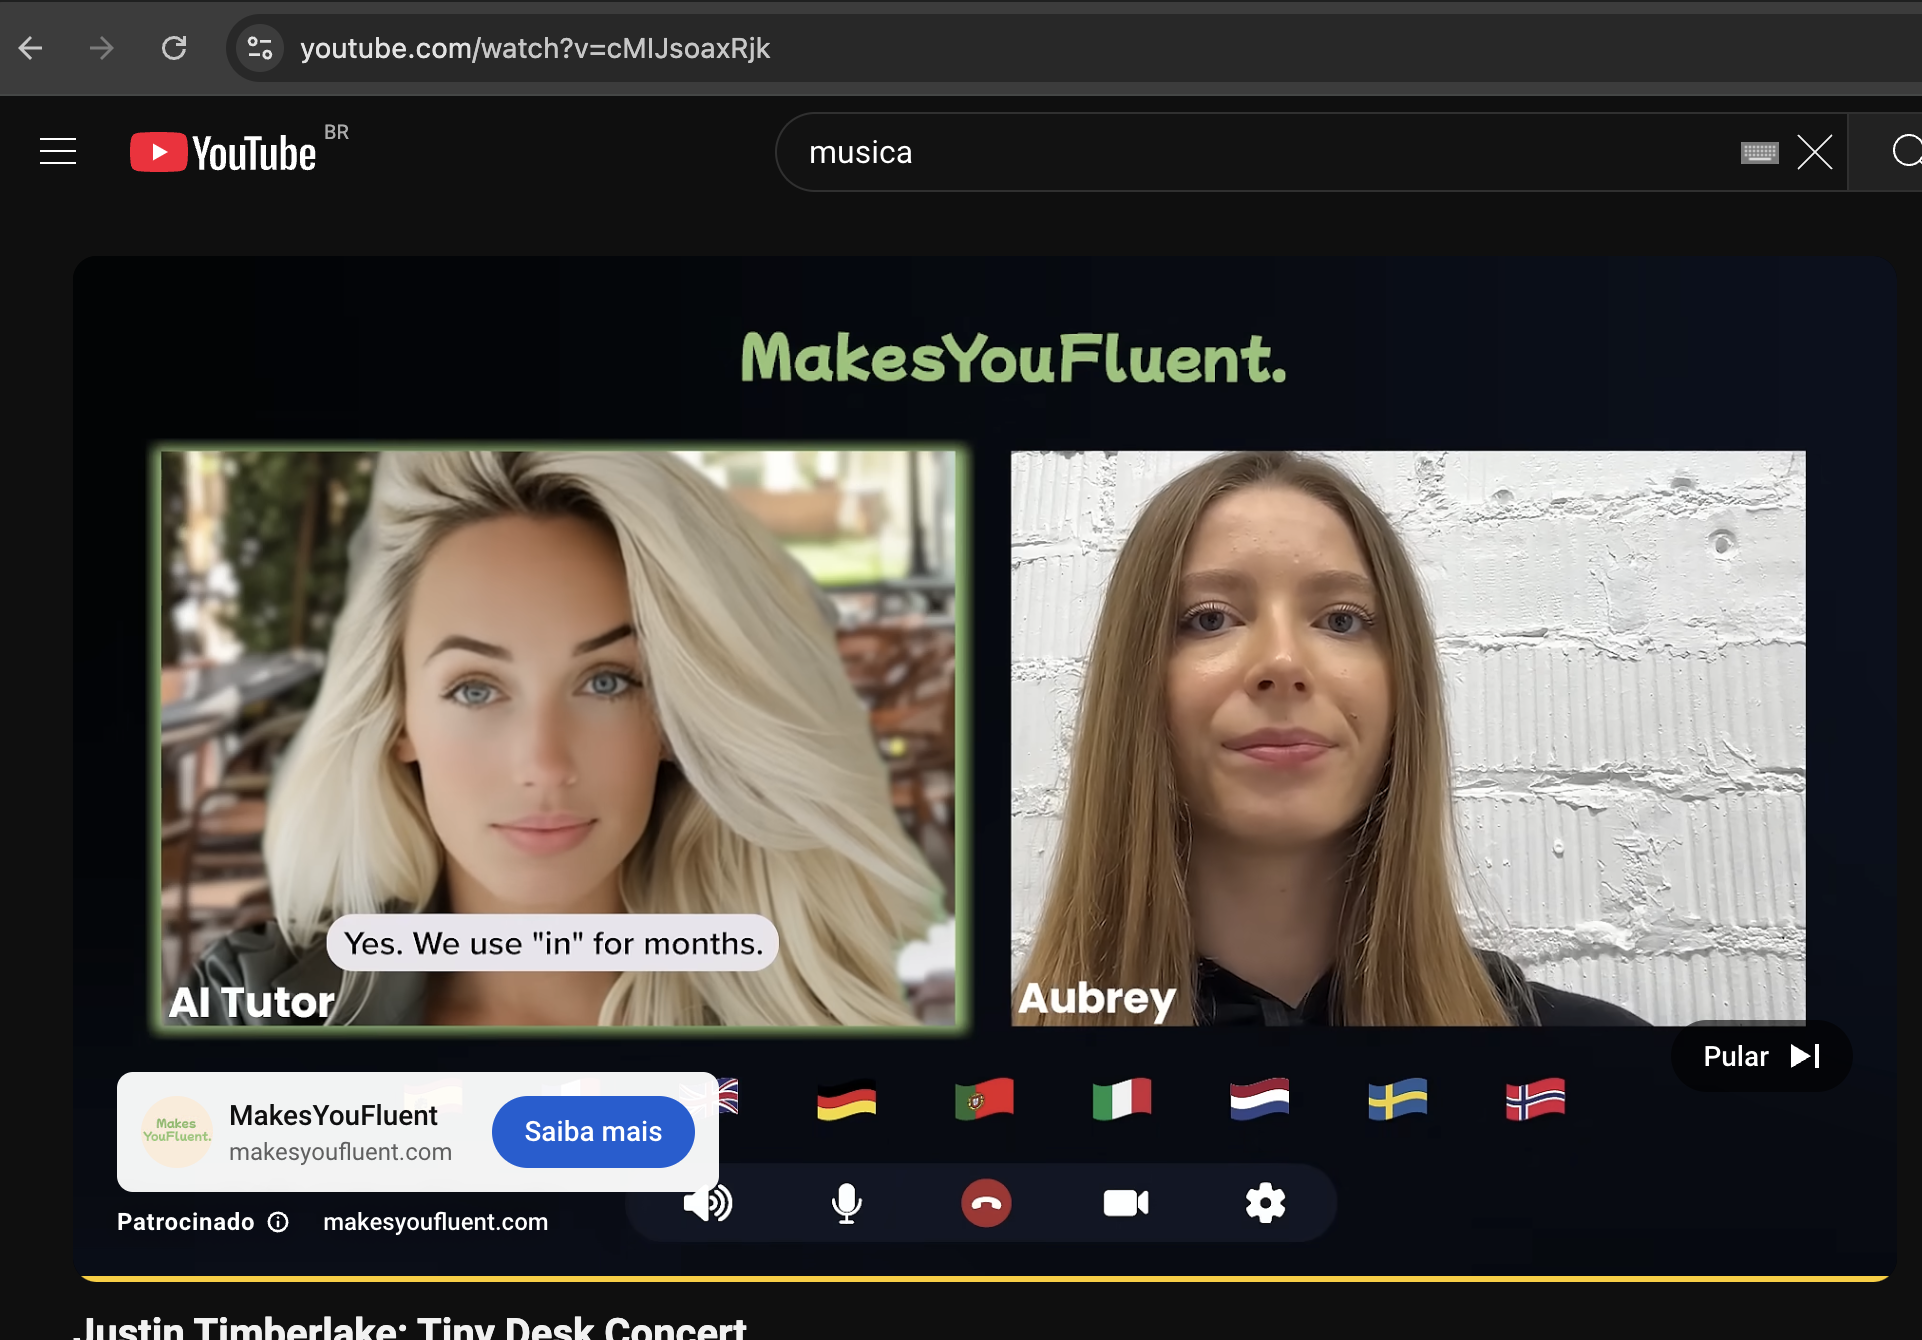 youtube.com/watch?v=cMIJsoaxRjk
YouTube BR
musica
MakesYouFluent.
Yes. We use "in" for months.
AI Tutor
Aubrey
Pular
Makes
YouFluent.
MakesYouFluent
makesyoufluent.com
Saiba mais
Patrocinado makesyoufluent.com
Justin Timberlake: Tiny Desk Concert